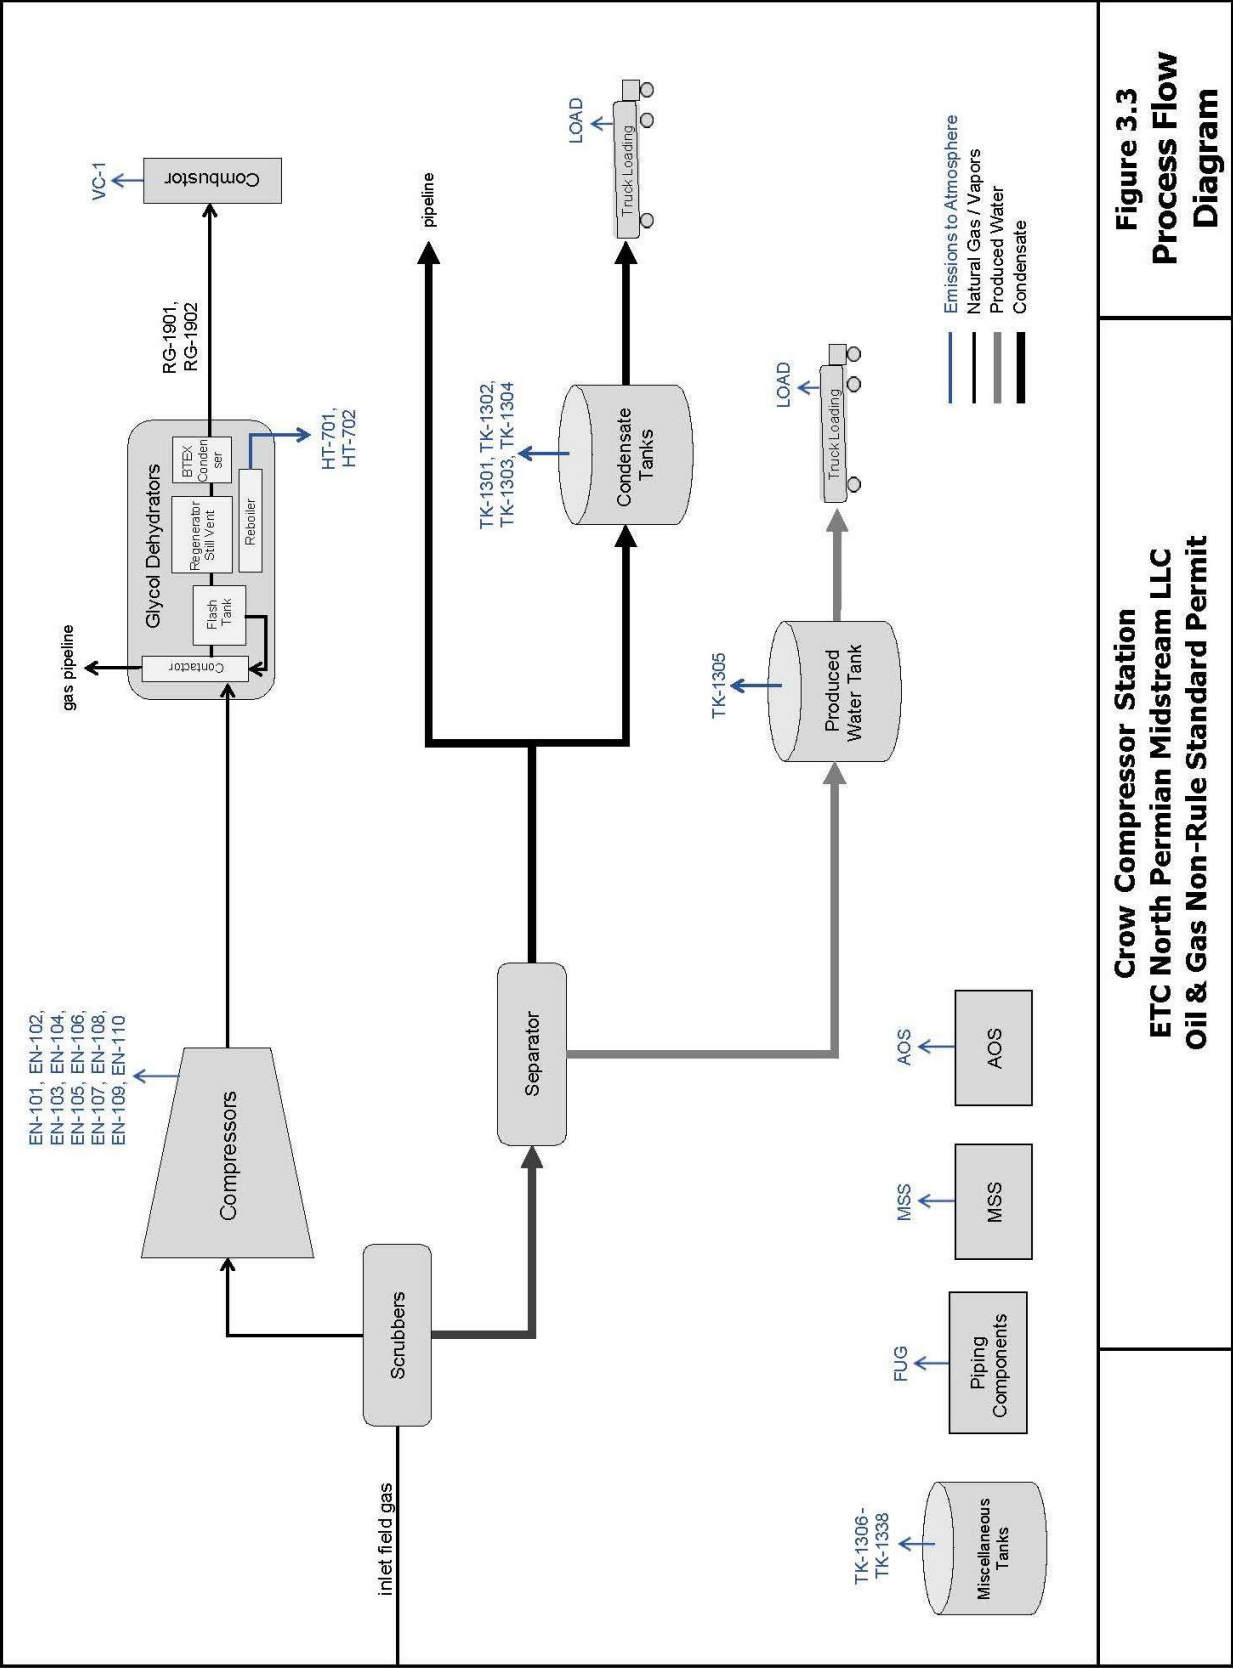 VC-1
Combustor
RG-1901,
RG-1902
Glycol Dehydrators
BTEX
Conden
ser
Regenerator
Still Vent
Reboiler
Flash
Tank
Contactor
HT-701,
HT-702
gas pipeline
EN-101, EN-102,
EN-103, EN-104,
EN-105, EN-106,
EN-107, EN-108,
EN-109, EN-110
Compressors
Scrubbers
inlet field gas
Separator
pipeline
TK-1301, TK-1302,
TK-1303, TK-1304
Condensate
Tanks
LOAD
Truck Loading
TK-1305
Produced
Water Tank
LOAD
Truck Loading
Emissions to Atmosphere
Natural Gas / Vapors
Produced Water
Condensate
TK-1306-
TK-1338
Miscellaneous
Tanks
FUG
Piping
Components
MSS
MSS
AOS
AOS
Crow Compressor Station
ETC North Permian Midstream LLC
Oil & Gas Non-Rule Standard Permit
Figure 3.3
Process Flow
Diagram